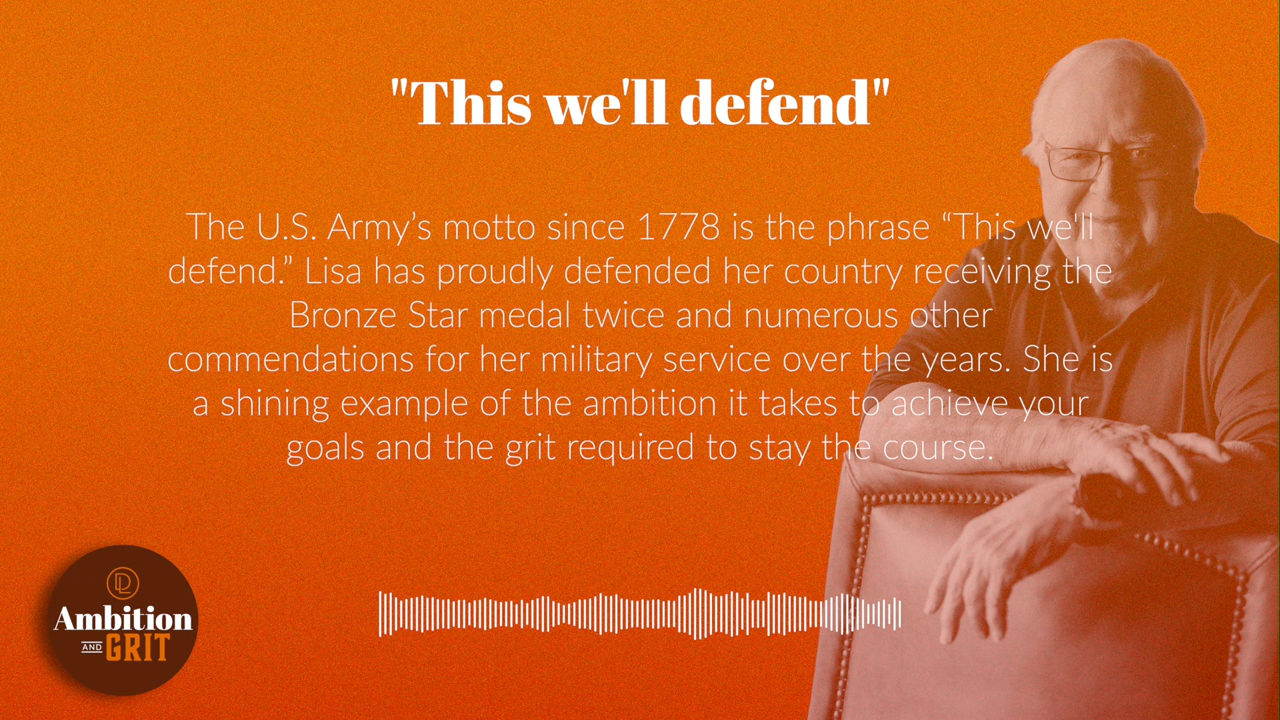 "This we'll defend"
The U.S. Army’s motto since 1778 is the phrase “This we'll
defend.” Lisa has proudly defended her country receiving the
Bronze Star medal twice and numerous other
commendations for her military service over the years. She is
a shining example of the ambition it takes to achieve your
goals and the grit required to stay the course.
DL
Ambition
AND GRIT